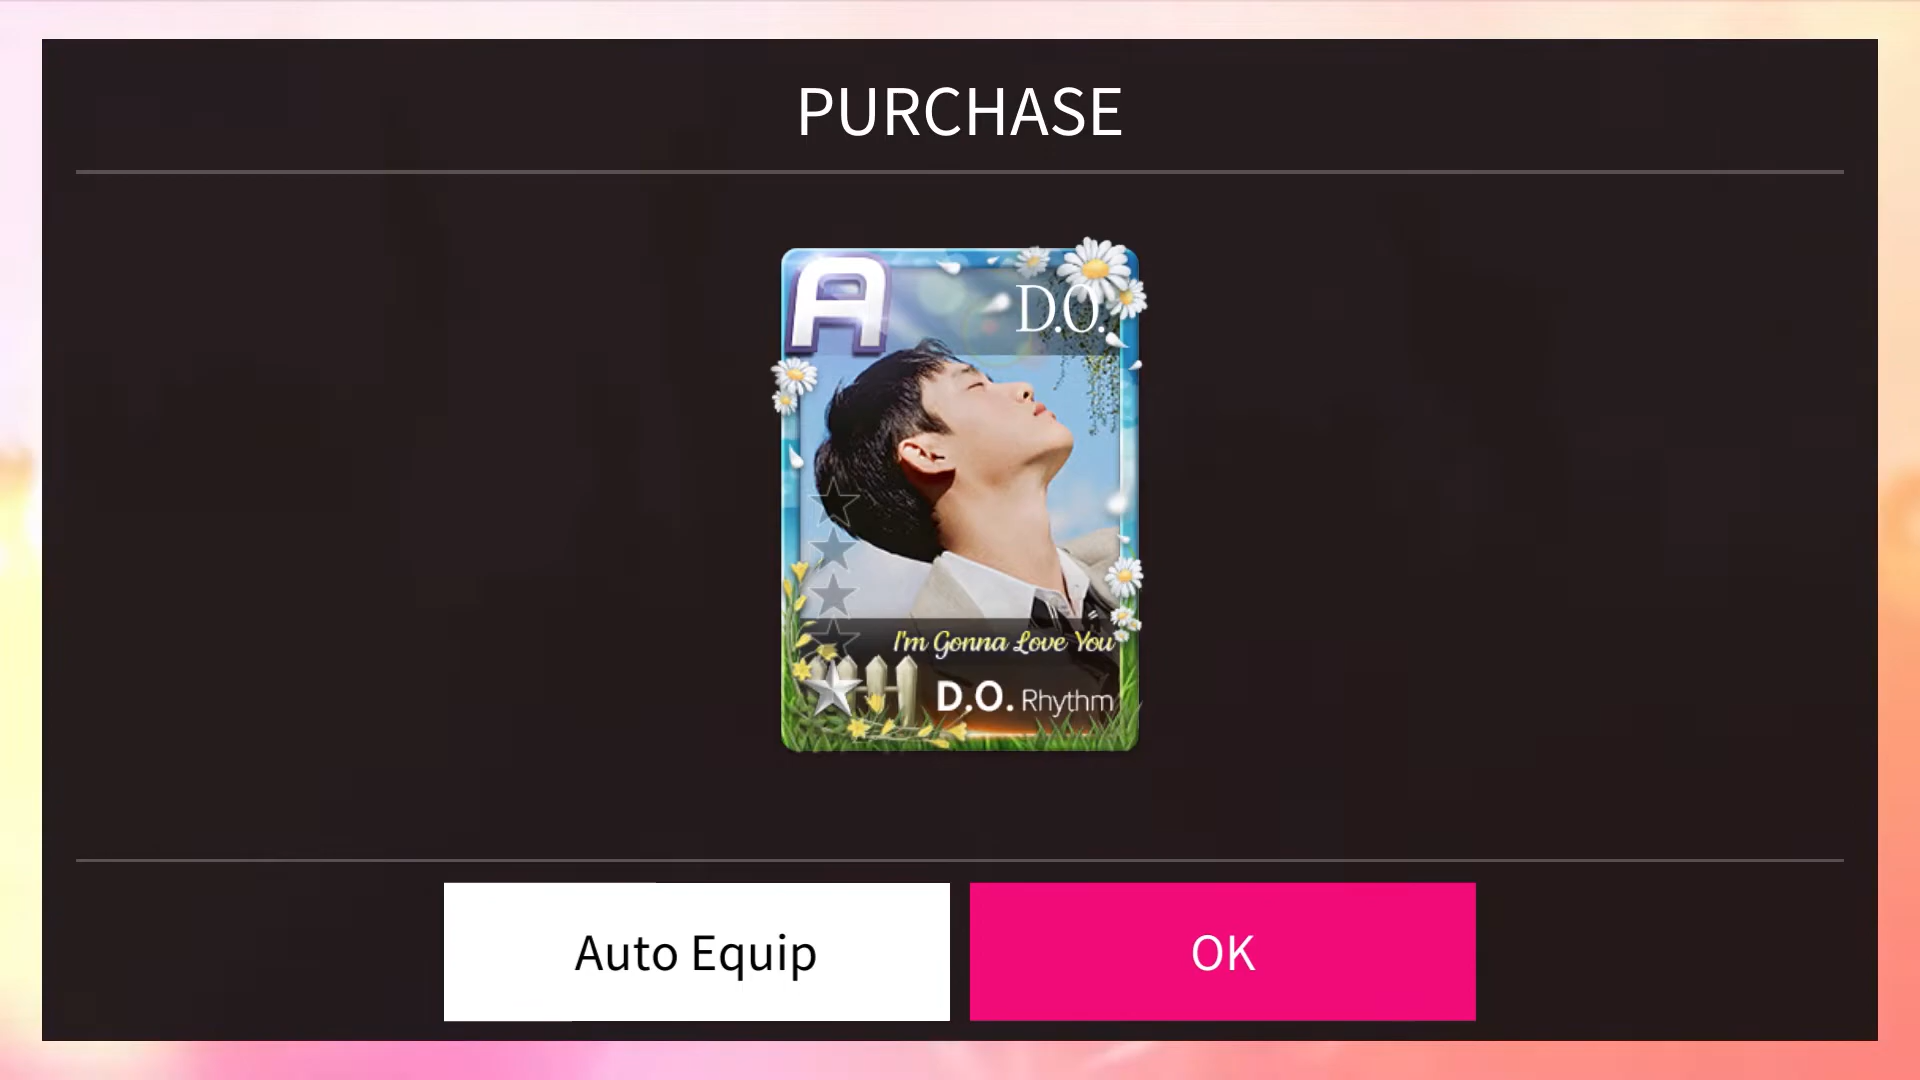 PURCHASE
A
D.O.
I'm Gonna Love You
D.O. Rhythm
Auto Equip
OK